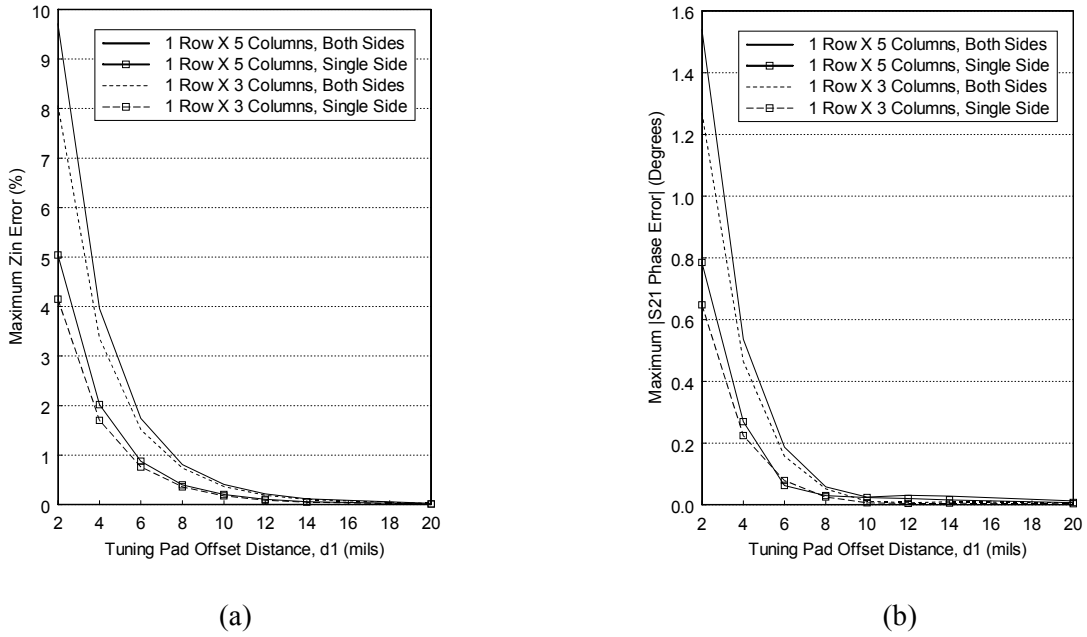 10
9
8
7
6
5
4
3
2
1
0
Maximum Zin Error (%)
1 Row X 5 Columns, Both Sides
1 Row X 5 Columns, Single Side
1 Row X 3 Columns, Both Sides
1 Row X 3 Columns, Single Side
2 4 6 8 10 12 14 16 18 20
Tuning Pad Offset Distance, d1 (mils)
(a)
1.6
1.4
1.2
1.0
0.8
0.6
0.4
0.2
0.0
Maximum |S21 Phase Error| (Degrees)
1 Row X 5 Columns, Both Sides
1 Row X 5 Columns, Single Side
1 Row X 3 Columns, Both Sides
1 Row X 3 Columns, Single Side
2 4 6 8 10 12 14 16 18 20
Tuning Pad Offset Distance, d1 (mils)
(b)